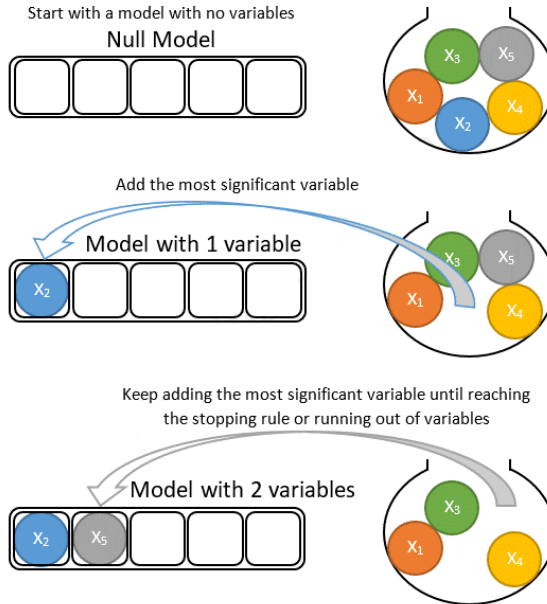 Start with a model with no variables
Null Model
X₃
X₅
X₁
X₄
X₂
Add the most significant variable
Model with 1 variable
X₂
X₃
X₅
X₁
X₄
Keep adding the most significant variable until reaching
the stopping rule or running out of variables
Model with 2 variables
X₂
X₅
X₃
X₁
X₄